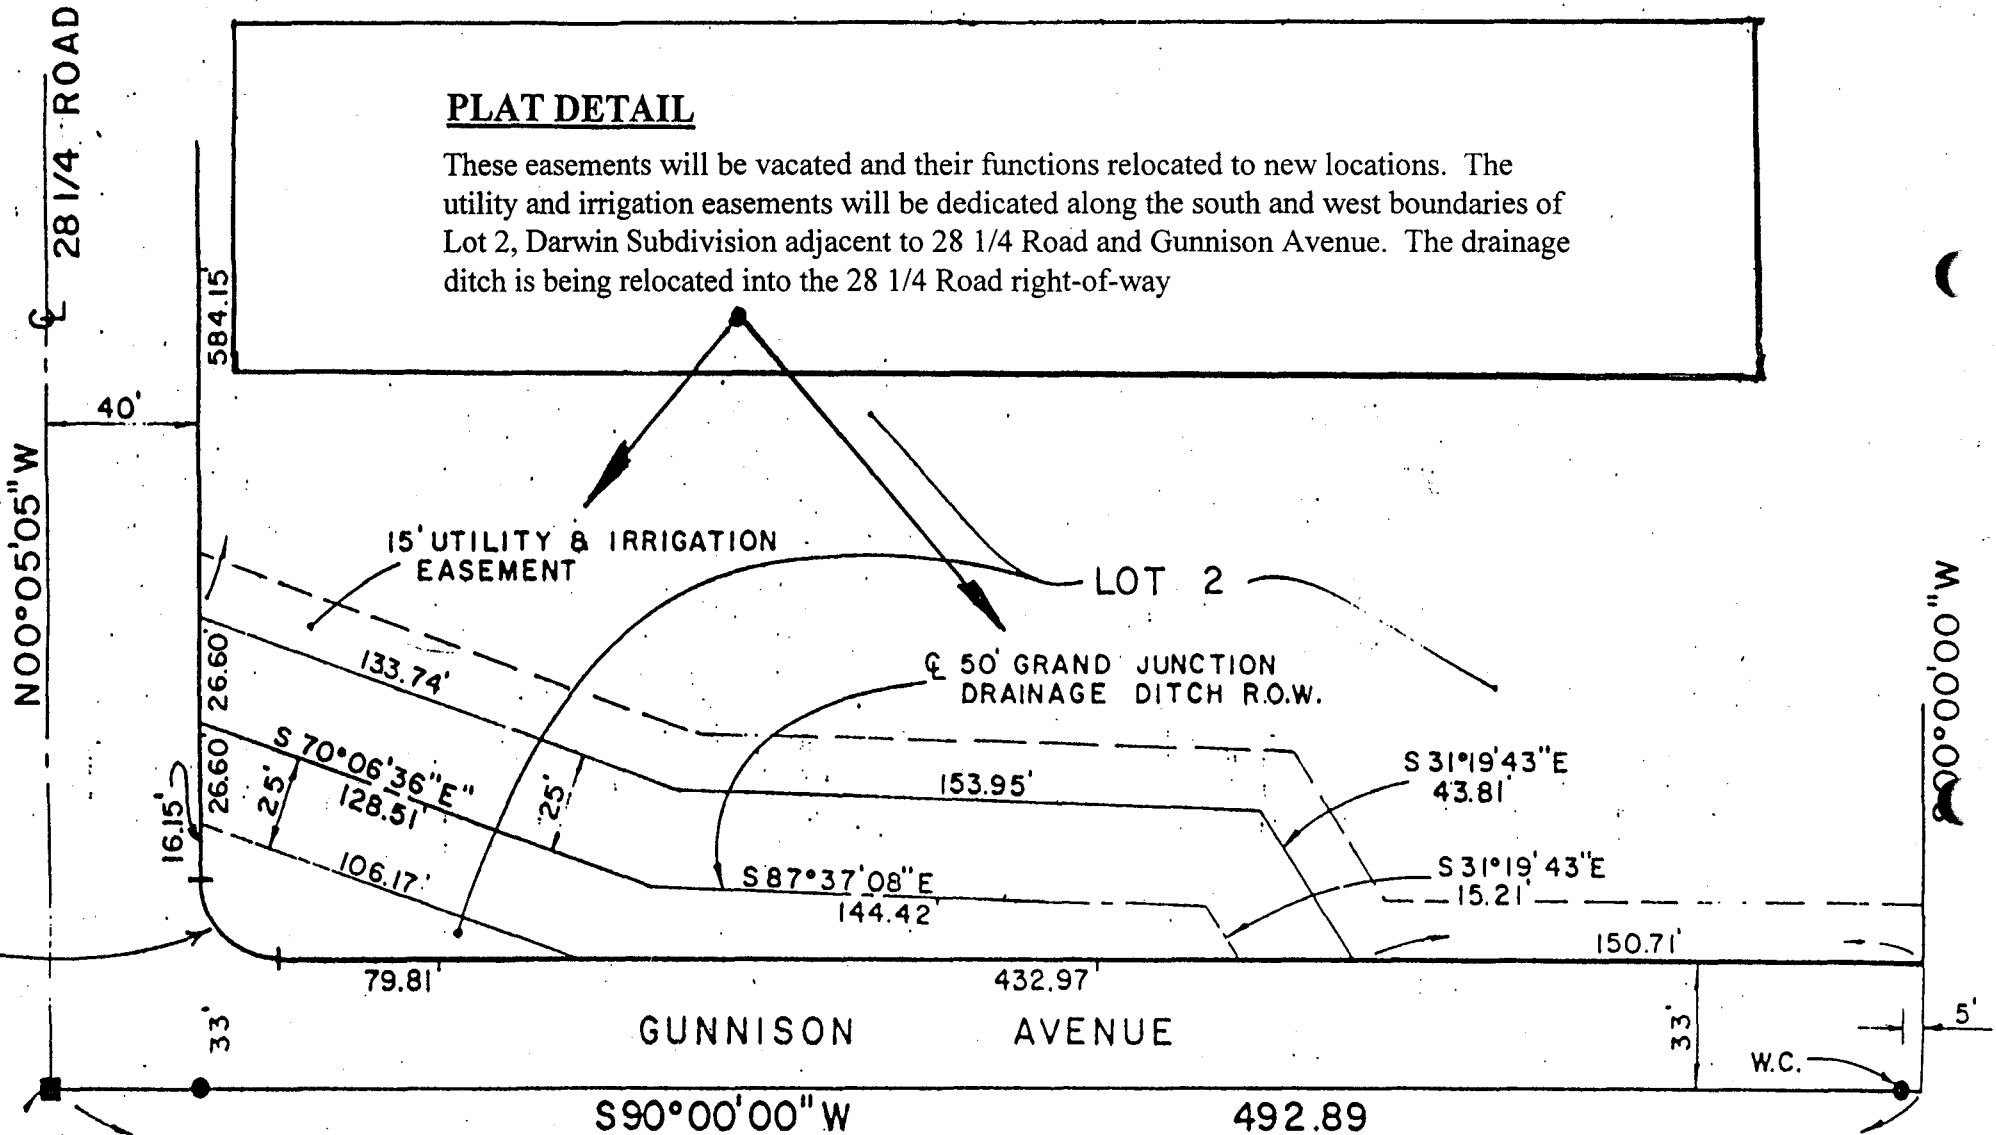 28 1/4 ROAD
PLAT DETAIL
These easements will be vacated and their functions relocated to new locations. The
utility and irrigation easements will be dedicated along the south and west boundaries of
Lot 2, Darwin Subdivision adjacent to 28 1/4 Road and Gunnison Avenue. The drainage
ditch is being relocated into the 28 1/4 Road right-of-way
℄
584.15'
40'
N00°05'05"W
15' UTILITY & IRRIGATION
EASEMENT
LOT 2
00°00'00"W
26.60'
133.74'
℄ 50' GRAND JUNCTION
DRAINAGE DITCH R.O.W.
S 70°06'36"E"
128.51'
26.60'
25'
25'
153.95'
S 31°19'43"E
43.81'
16.15'
106.17'
S 87°37'08"E
144.42'
S 31°19'43"E
15.21'
150.71'
79.81'
432.97'
33'
GUNNISON AVENUE
33'
5'
W.C.
S90°00'00"W
492.89